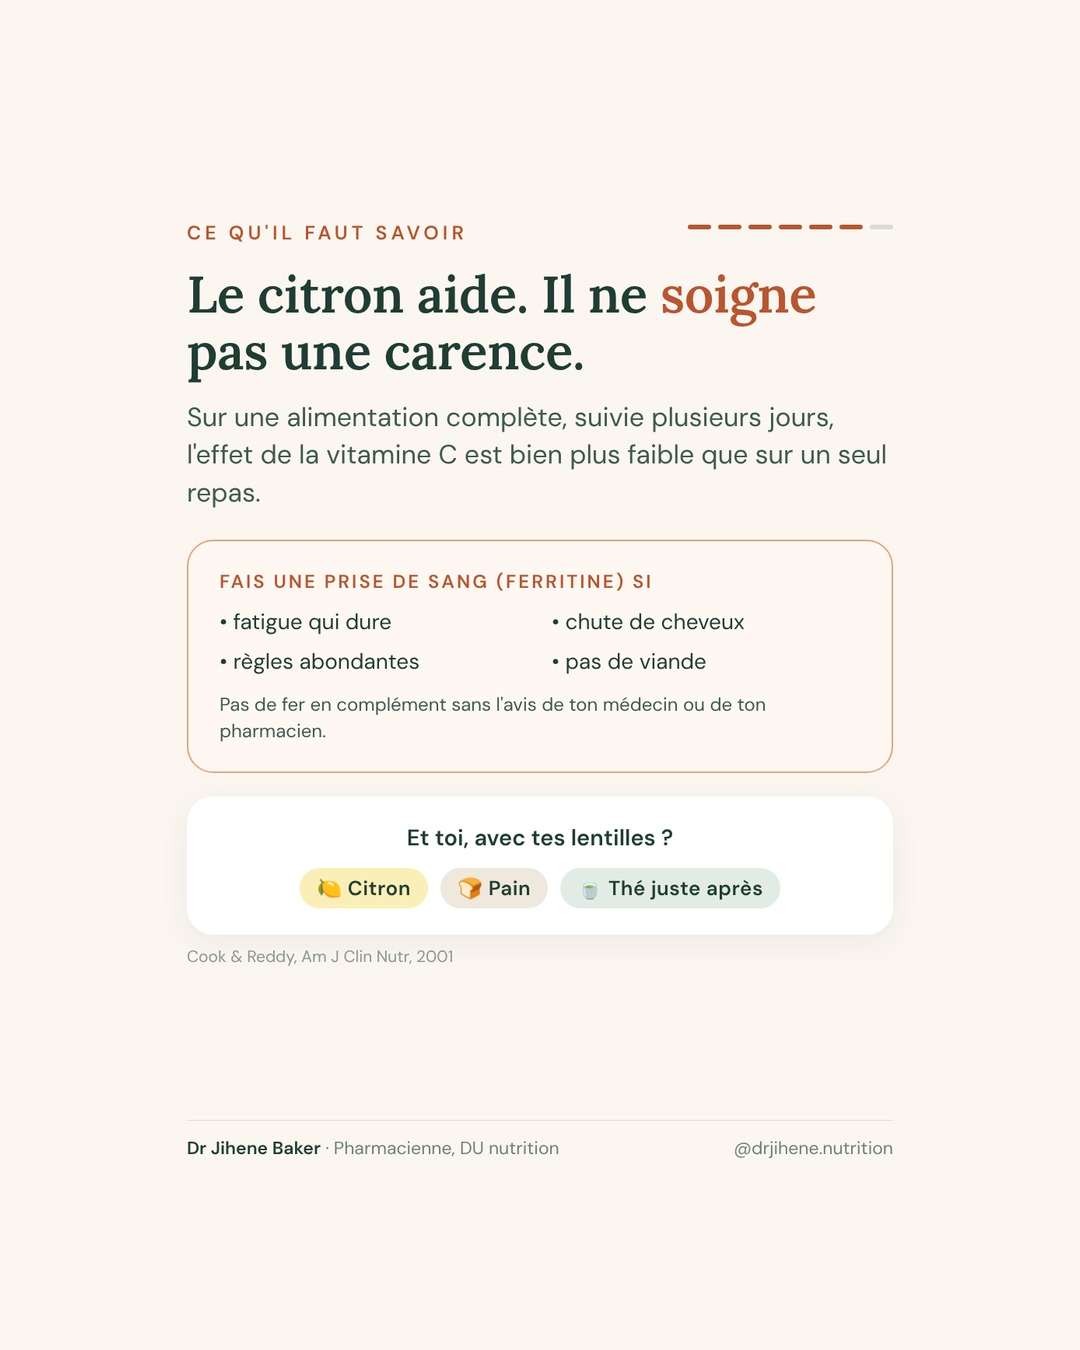 CE QU'IL FAUT SAVOIR
Le citron aide. Il ne soigne
pas une carence.
Sur une alimentation complète, suivie plusieurs jours,
l'effet de la vitamine C est bien plus faible que sur un seul
repas.
FAIS UNE PRISE DE SANG (FERRITINE) SI
• fatigue qui dure
• chute de cheveux
• règles abondantes
• pas de viande
Pas de fer en complément sans l'avis de ton médecin ou de ton
pharmacien.
Et toi, avec tes lentilles ?
🍋 Citron
🍞 Pain
🍵 Thé juste après
Cook & Reddy, Am J Clin Nutr, 2001
Dr Jihene Baker · Pharmacienne, DU nutrition
@drjihene.nutrition